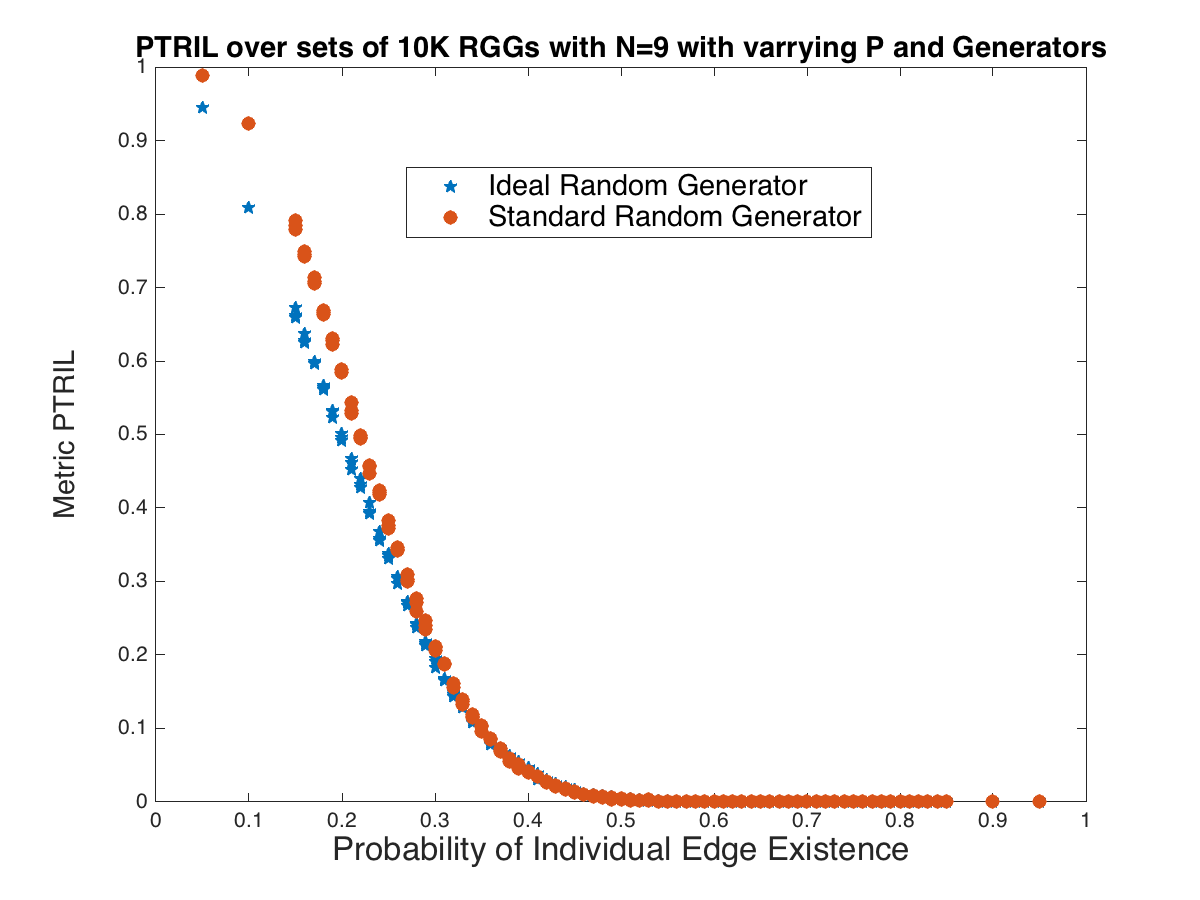 PTRIL over sets of 10K RGGs with N=9 with varrying P and Generators
1
0.9
0.8
0.7
0.6
0.5
0.4
0.3
0.2
0.1
0
Metric PTRIL
Ideal Random Generator
Standard Random Generator
0 0.1 0.2 0.3 0.4 0.5 0.6 0.7 0.8 0.9 1
Probability of Individual Edge Existence